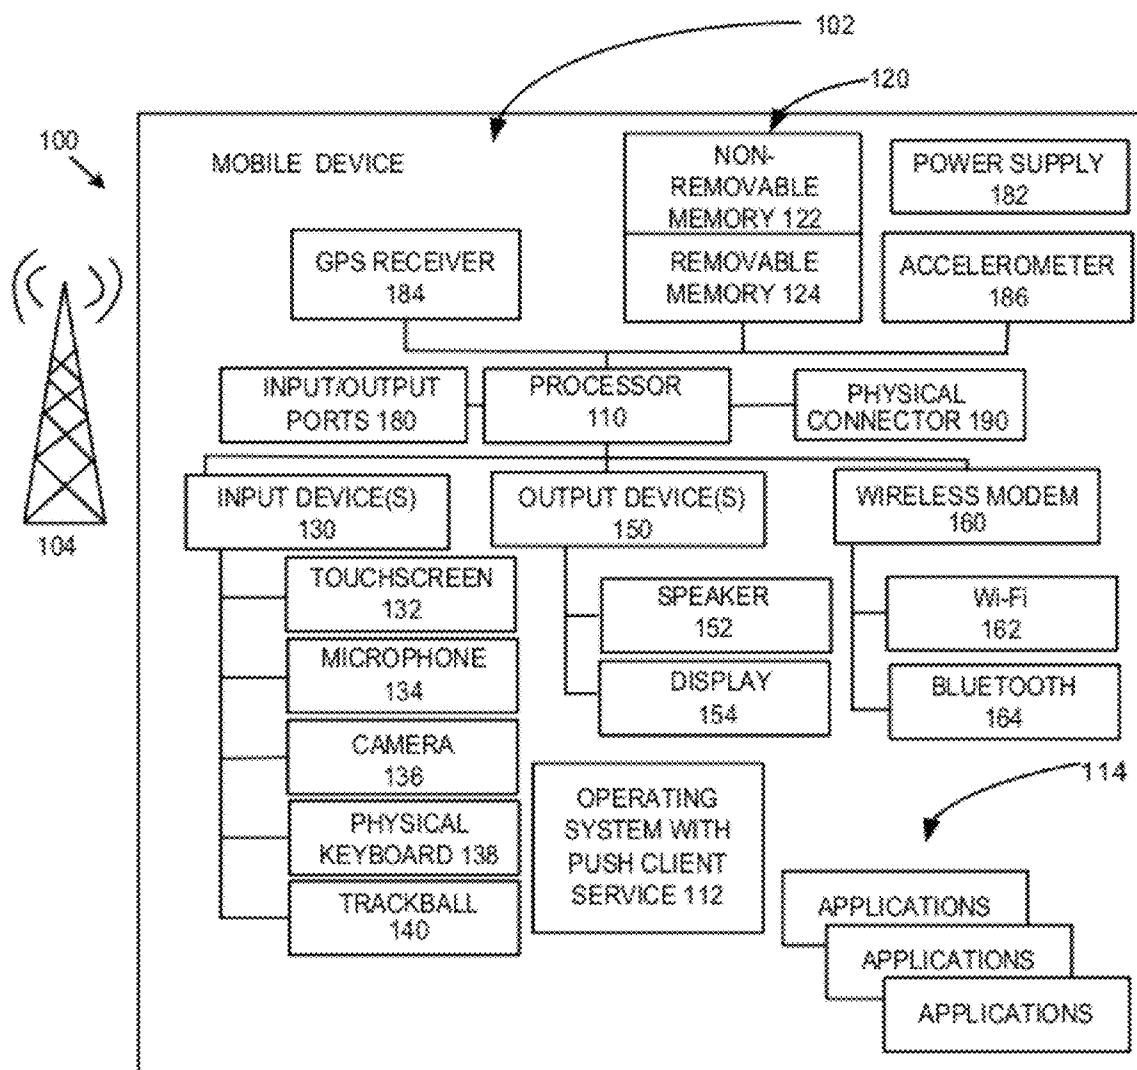 102
120
100
MOBILE DEVICE
NON-
REMOVABLE
MEMORY 122
POWER SUPPLY
182
GPS RECEIVER
184
REMOVABLE
MEMORY 124
ACCELEROMETER
186
INPUT/OUTPUT
PORTS 180
PROCESSOR
110
PHYSICAL
CONNECTOR 190
INPUT DEVICE(S)
130
OUTPUT DEVICE(S)
150
WIRELESS MODEM
160
104
TOUCHSCREEN
132
SPEAKER
152
Wi-Fi
162
MICROPHONE
134
DISPLAY
154
BLUETOOTH
164
CAMERA
136
PHYSICAL
KEYBOARD 138
TRACKBALL
140
OPERATING
SYSTEM WITH
PUSH CLIENT
SERVICE 112
114
APPLICATIONS
APPLICATIONS
APPLICATIONS